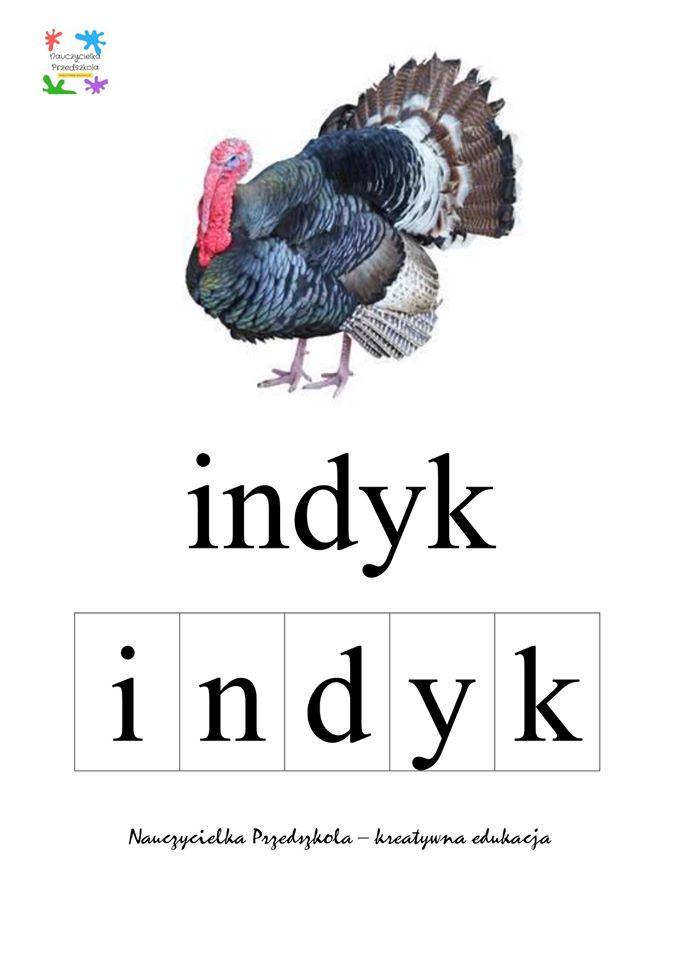 Nauczycielka
Przedszkola
indyk
i n d y k
Nauczycielka Przedszkola – kreatywna edukacja